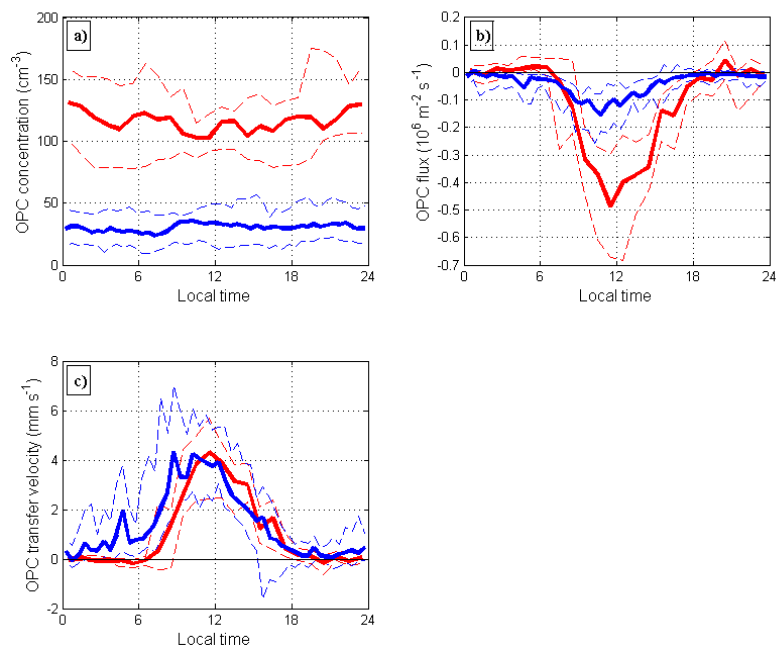 a)
200
150
100
50
0
OPC concentration (cm⁻³)
0 6 12 18 24
Local time
b)
0.2
0.1
0
-0.1
-0.2
-0.3
-0.4
-0.5
-0.6
-0.7
OPC flux (10⁶ m⁻² s⁻¹)
0 6 12 18 24
Local time
c)
8
6
4
2
0
-2
OPC transfer velocity (mm s⁻¹)
0 6 12 18 24
Local time